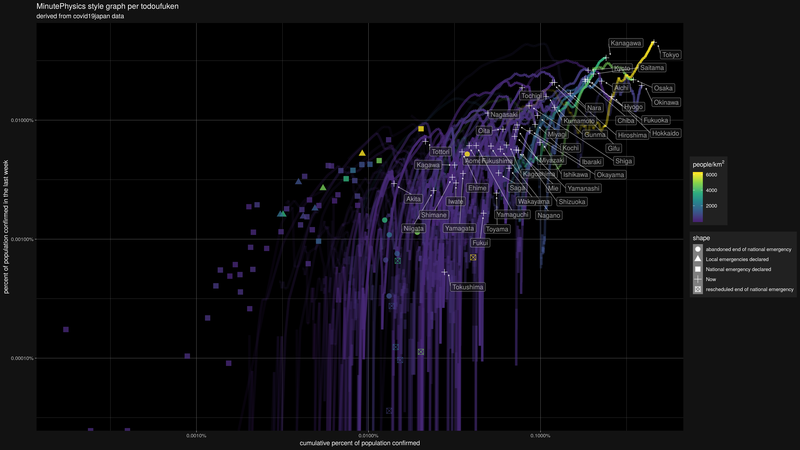 MinutePhysics style graph per todoufuken
derived from covid19japan data
percent of population confirmed in the last week
0.01000%
0.00100%
0.00010%
0.0010%
0.0100%
0.1000%
cumulative percent of population confirmed
Kanagawa
Tokyo
Kyoto
Saitama
Aichi
Osaka
Okinawa
Tochigi
Nara
Hyogo
Nagasaki
Kumamoto
Chiba
Fukuoka
Oita
Miyagi
Gunma
Hiroshima
Hokkaido
Tottori
Kochi
Gifu
Kagawa
Fukushima
Miyazaki
Ibaraki
Shiga
Kagoshima
Ishikawa
Okayama
Ehime
Saga
Mie
Yamanashi
Akita
Iwate
Wakayama
Shizuoka
Shimane
Yamaguchi
Nagano
Niigata
Yamagata
Toyama
Fukui
Tokushima
people/km²
6000
4000
2000
shape
abandoned end of national emergency
Local emergencies declared
National emergency declared
Now
rescheduled end of national emergency